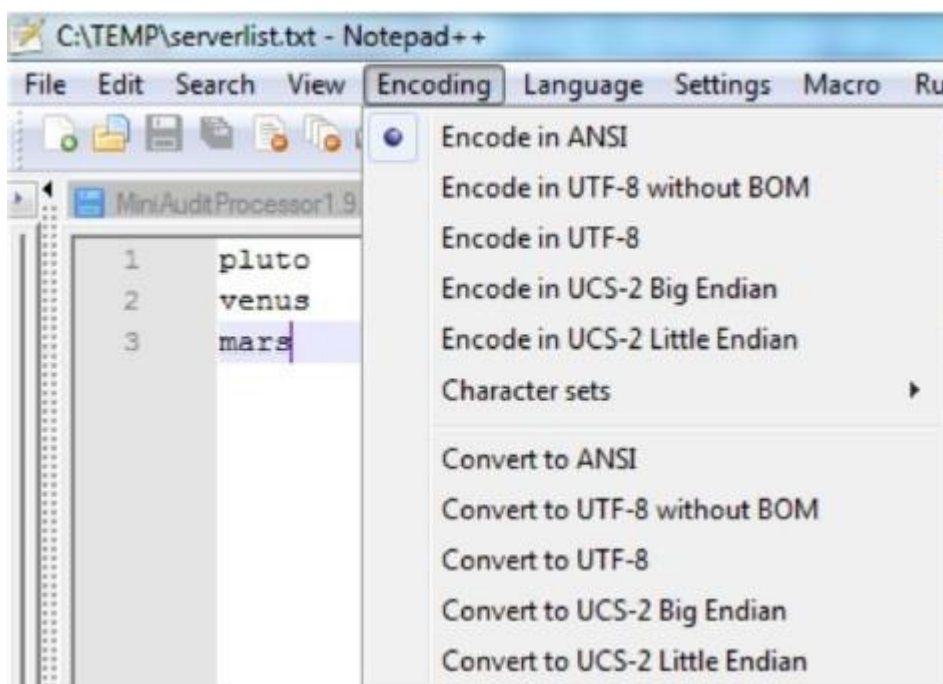 C:\TEMP\serverlist.txt - Notepad++
File Edit Search View Encoding Language Settings Macro Ru
MiniAuditProcessor1.9.
1 pluto
2 venus
3 mars
Encode in ANSI
Encode in UTF-8 without BOM
Encode in UTF-8
Encode in UCS-2 Big Endian
Encode in UCS-2 Little Endian
Character sets
Convert to ANSI
Convert to UTF-8 without BOM
Convert to UTF-8
Convert to UCS-2 Big Endian
Convert to UCS-2 Little Endian